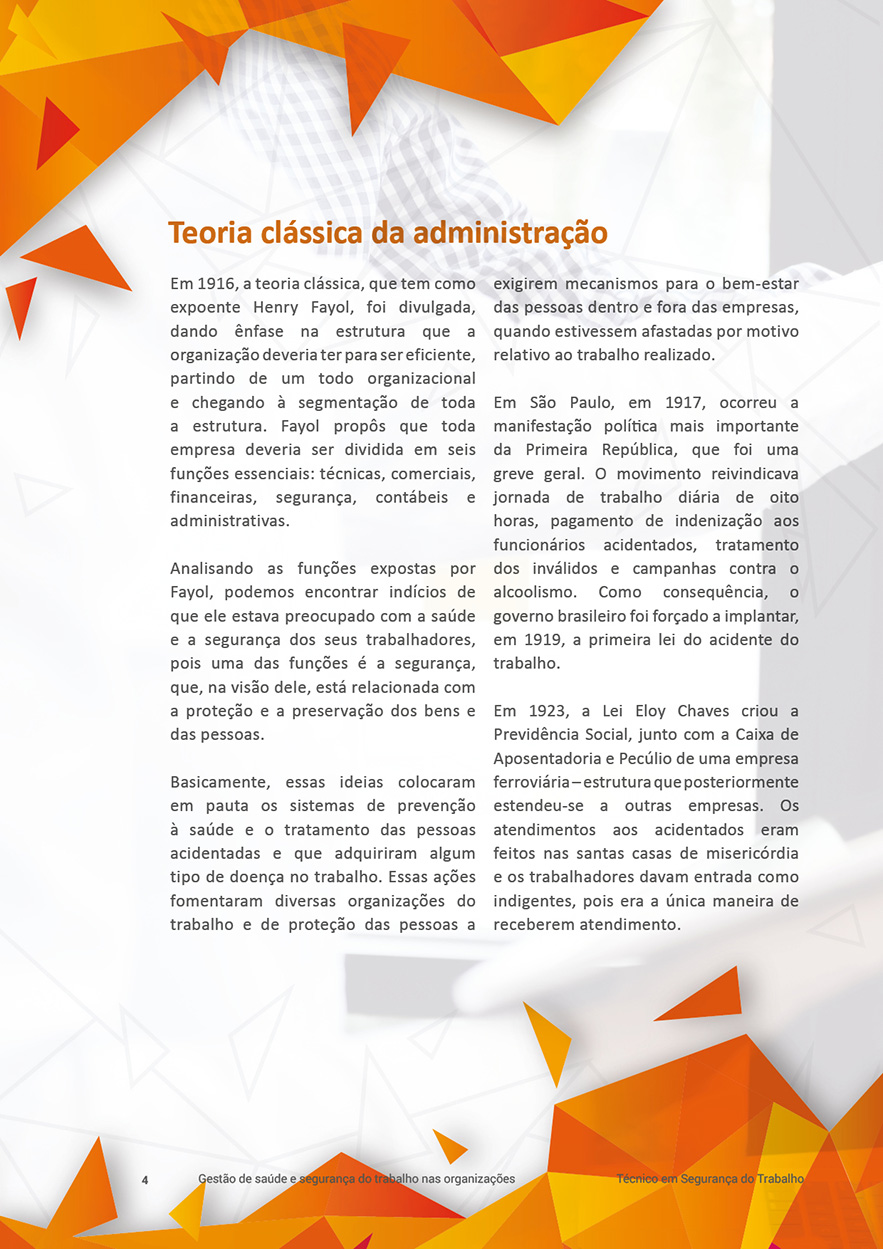 Teoria clássica da administração
Em 1916, a teoria clássica, que tem como
expoente Henry Fayol, foi divulgada,
dando ênfase na estrutura que a
organização deveria ter para ser eficiente,
partindo de um todo organizacional
e chegando à segmentação de toda
a estrutura. Fayol propôs que toda
empresa deveria ser dividida em seis
funções essenciais: técnicas, comerciais,
financeiras, segurança, contábeis e
administrativas.
Analisando as funções expostas por
Fayol, podemos encontrar indícios de
que ele estava preocupado com a saúde
e a segurança dos seus trabalhadores,
pois uma das funções é a segurança,
que, na visão dele, está relacionada com
a proteção e a preservação dos bens e
das pessoas.
Basicamente, essas ideias colocaram
em pauta os sistemas de prevenção
à saúde e o tratamento das pessoas
acidentadas e que adquiriram algum
tipo de doença no trabalho. Essas ações
fomentaram diversas organizações do
trabalho e de proteção das pessoas a
exigirem mecanismos para o bem-estar
das pessoas dentro e fora das empresas,
quando estivessem afastadas por motivo
relativo ao trabalho realizado.
Em São Paulo, em 1917, ocorreu a
manifestação política mais importante
da Primeira República, que foi uma
greve geral. O movimento reivindicava
jornada de trabalho diária de oito
horas, pagamento de indenização aos
funcionários acidentados, tratamento
dos inválidos e campanhas contra o
alcoolismo. Como consequência, o
governo brasileiro foi forçado a implantar,
em 1919, a primeira lei do acidente do
trabalho.
Em 1923, a Lei Eloy Chaves criou a
Previdência Social, junto com a Caixa de
Aposentadoria e Pecúlio de uma empresa
ferroviária – estrutura que posteriormente
estendeu-se a outras empresas. Os
atendimentos aos acidentados eram
feitos nas santas casas de misericórdia
e os trabalhadores davam entrada como
indigentes, pois era a única maneira de
receberem atendimento.
4 Gestão de saúde e segurança do trabalho nas organizações Técnico em Segurança do Trabalho